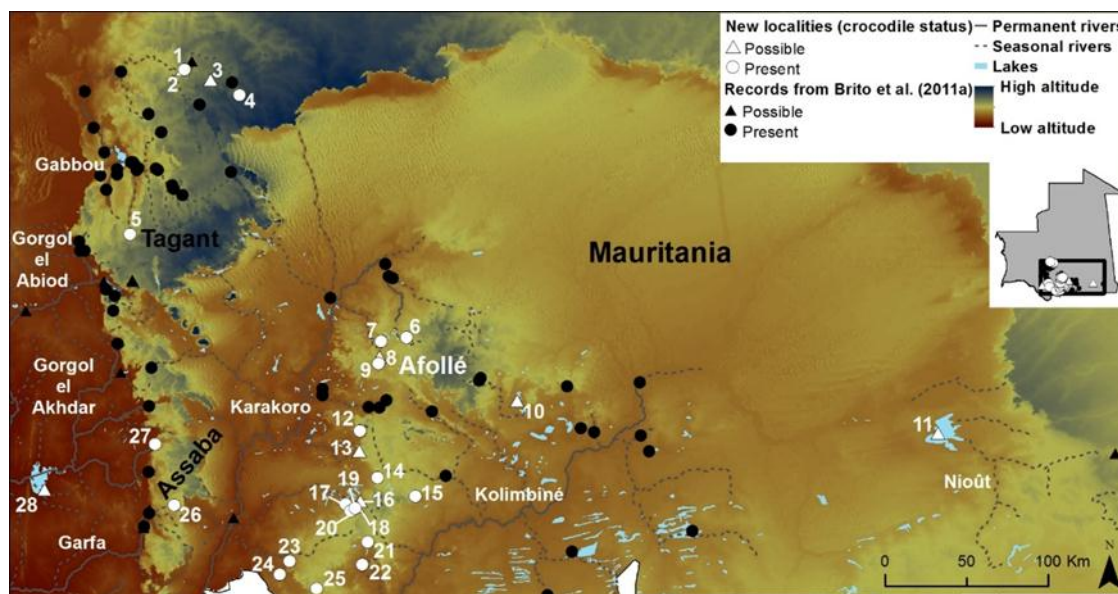 New localities (crocodile status)
Possible
Present
Records from Brito et al. (2011a)
Possible
Present
Permanent rivers
Seasonal rivers
Lakes
High altitude
Low altitude
1
2
3
4
Gabbou
5
Tagant
Gorgol
el
Abiod
Mauritania
7
6
8
Afollé
9
Gorgol
el
Akhdar
Karakoro
10
12
11
27
13
Assaba
14
19
17
16
15
Kolimbiné
Nioût
28
26
20
18
Garfa
21
23
24
22
25
N
0
50
100 Km